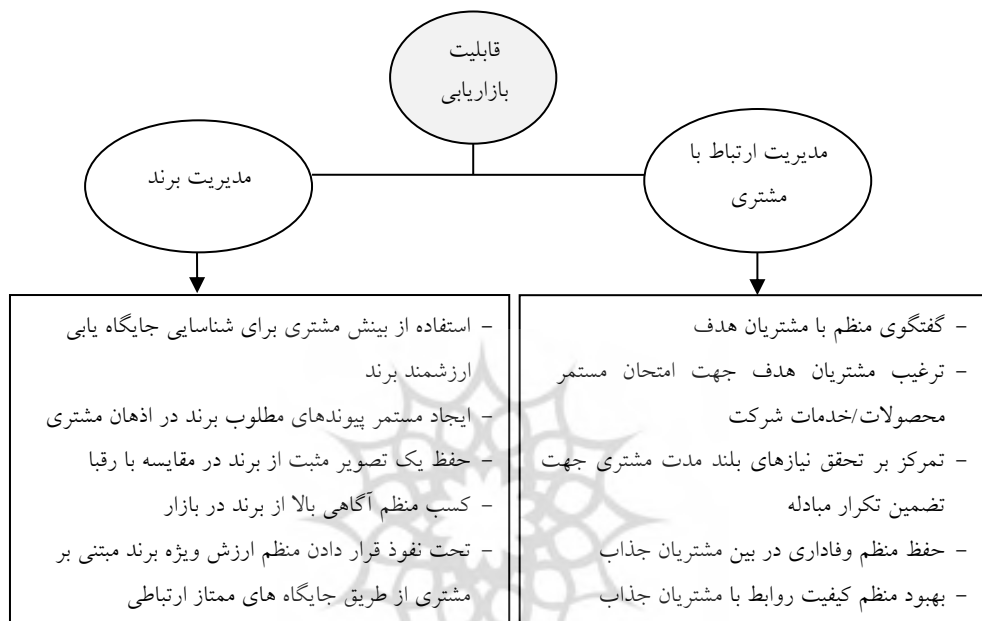 قابلیت
بازاریابی
مدیریت ارتباط با
مشتری
مدیریت برند
- گفتگوی منظم با مشتریان هدف
- ترغیب مشتریان هدف جهت امتحان مستمر
محصولات/خدمات شرکت
- تمرکز بر تحقق نیازهای بلند مدت مشتری جهت
تضمین تکرار مبادله
- حفظ منظم وفاداری در بین مشتریان جذاب
- بهبود منظم کیفیت روابط با مشتریان جذاب
- استفاده از بینش مشتری برای شناسایی جایگاه یابی
ارزشمند برند
- ایجاد مستمر پیوندهای مطلوب برند در اذهان مشتری
- حفظ یک تصویر مثبت از برند در مقایسه با رقبا
- کسب منظم آگاهی بالا از برند در بازار
- تحت نفوذ قرار دادن منظم ارزش ویژه برند مبتنی بر
مشتری از طریق جایگاه های ممتاز ارتباطی